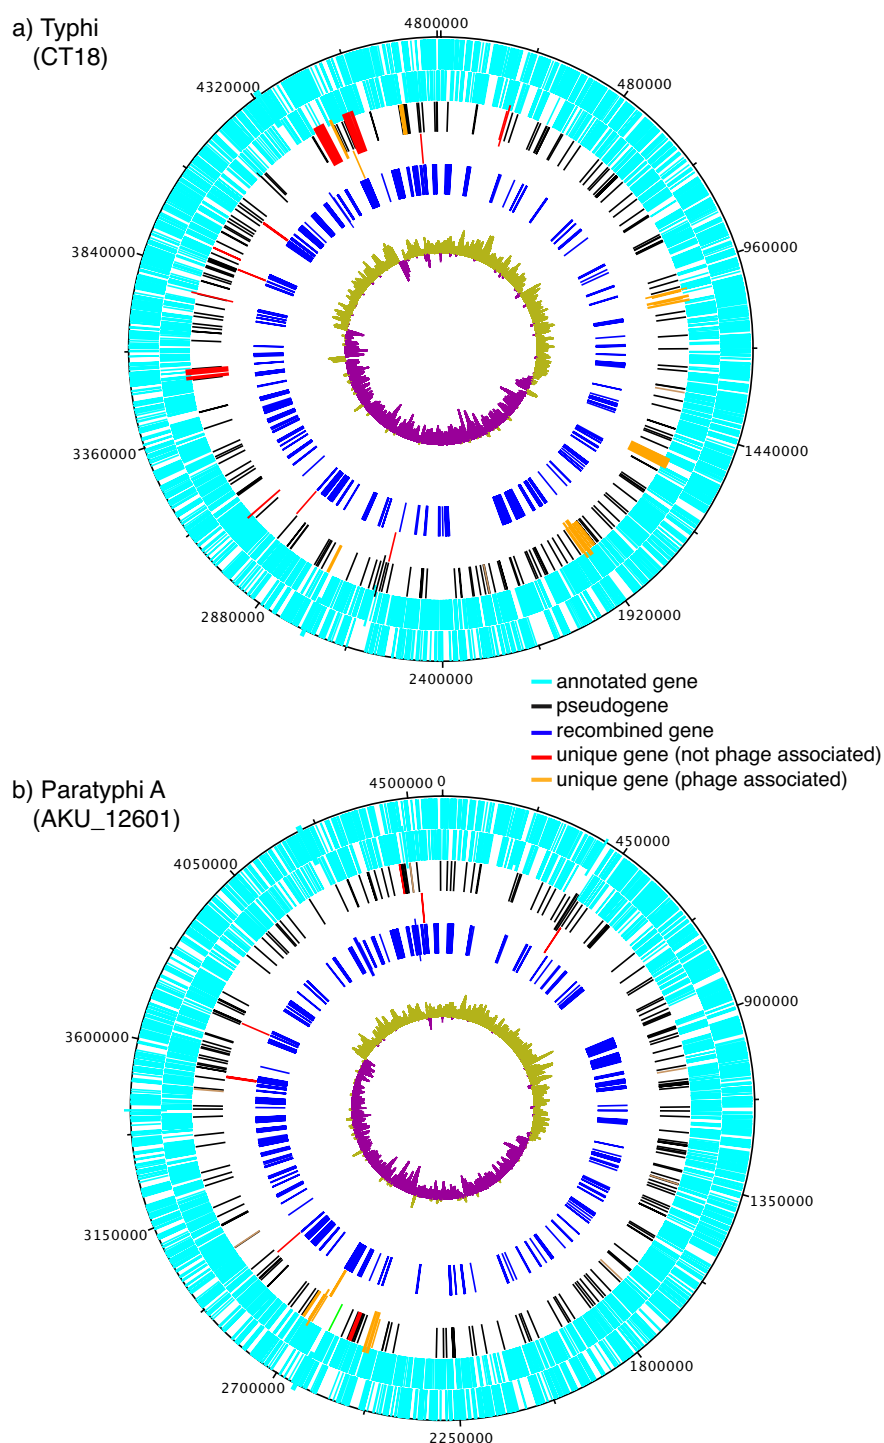 a) Typhi
(CT18)
4800000
480000
960000
1440000
1920000
2400000
2880000
3360000
3840000
4320000
annotated gene
pseudogene
recombined gene
unique gene (not phage associated)
unique gene (phage associated)
b) Paratyphi A
(AKU_12601)
4500000 0
450000
900000
1350000
1800000
2250000
2700000
3150000
3600000
4050000